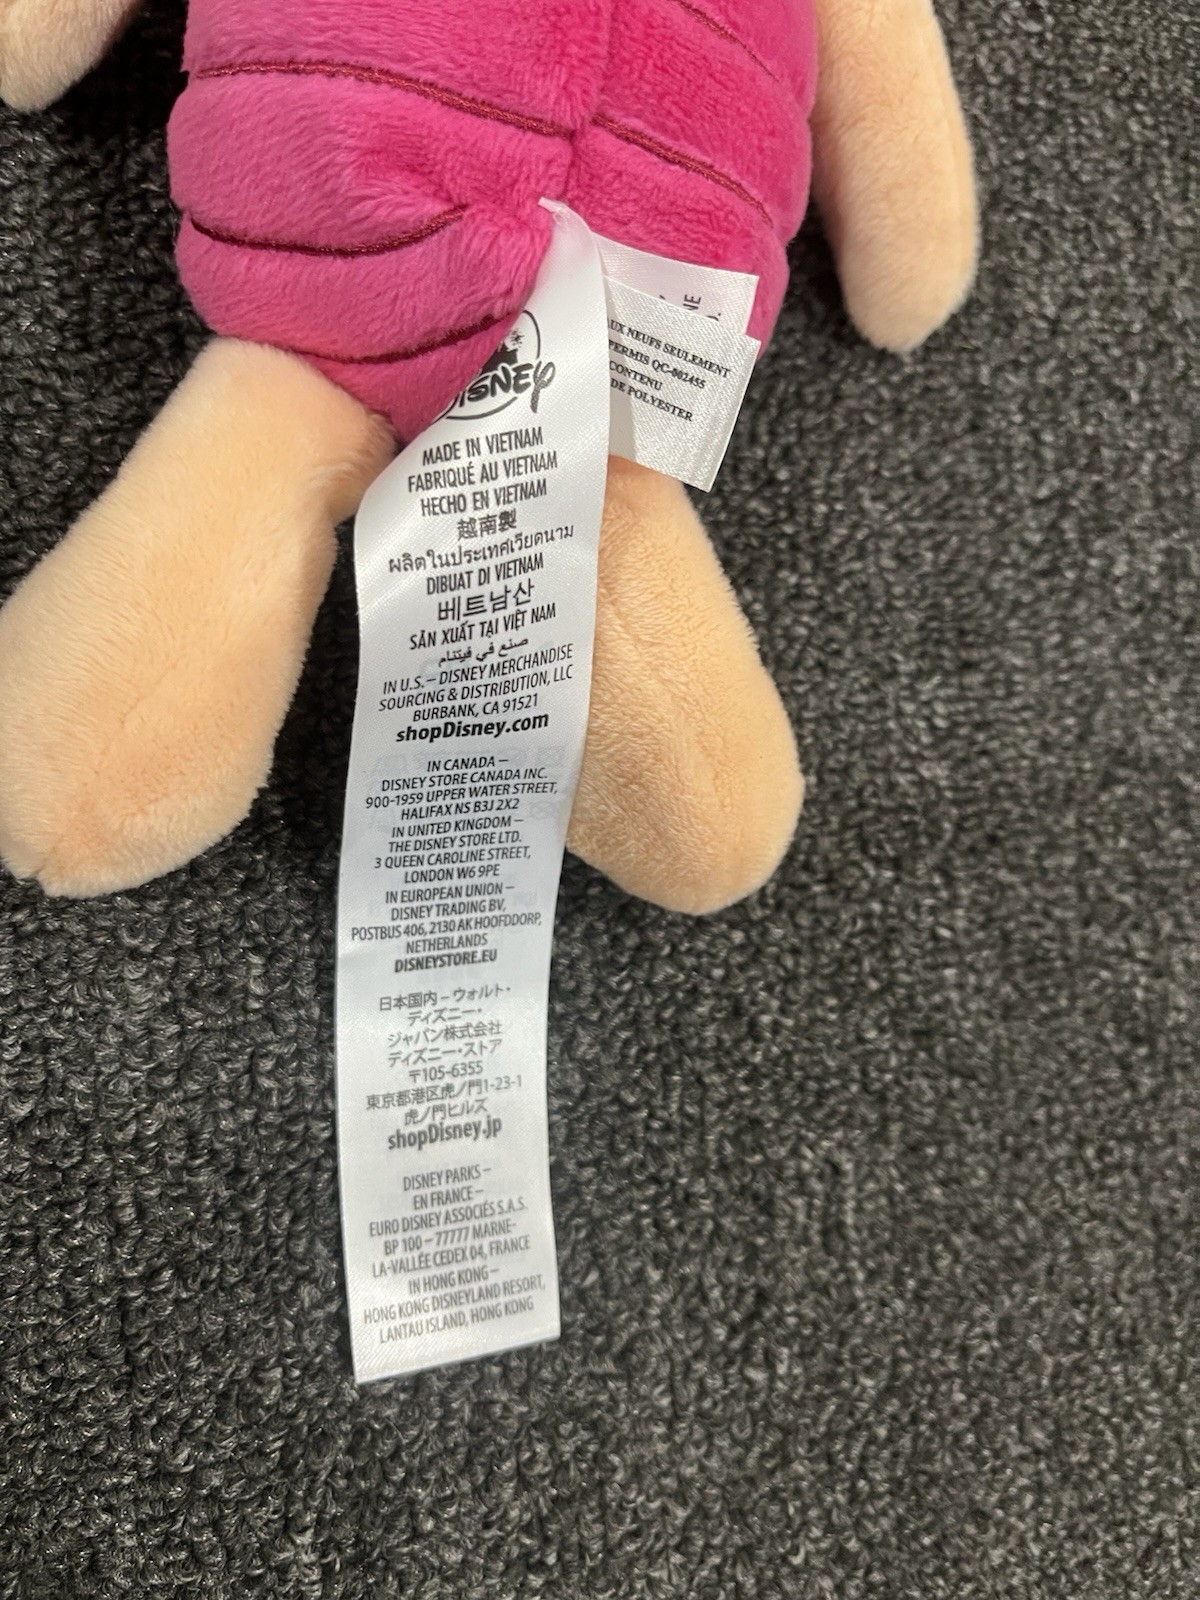 DISNEY
MADE IN VIETNAM
FABRIQUÉ AU VIETNAM
HECHO EN VIETNAM
越南製
ผลิตในประเทศเวียดนาม
DIBUAT DI VIETNAM
베트남산
SẢN XUẤT TẠI VIỆT NAM
صنع في فيتنام
IN U.S. – DISNEY MERCHANDISE
SOURCING & DISTRIBUTION, LLC
BURBANK, CA 91521
shopDisney.com
IN CANADA –
DISNEY STORE CANADA INC.
900-1959 UPPER WATER STREET,
HALIFAX NS B3J 2X2
IN UNITED KINGDOM –
THE DISNEY STORE LTD.
3 QUEEN CAROLINE STREET,
LONDON W6 9PE
IN EUROPEAN UNION –
DISNEY TRADING BV,
POSTBUS 406, 2130 AK HOOFDDORP,
NETHERLANDS
DISNEYSTORE.EU
日本国内 – ウォルト・
ディズニー・
ジャパン株式会社
ディズニー・ストア
〒105-6355
東京都港区虎ノ門1-23-1
虎ノ門ヒルズ
shopDisney.jp
DISNEY PARKS –
EN FRANCE –
EURO DISNEY ASSOCIÉS S.A.S.
BP 100 – 77777 MARNE-
LA-VALLÉE CEDEX 04, FRANCE
IN HONG KONG –
HONG KONG DISNEYLAND RESORT,
LANTAU ISLAND, HONG KONG
UX NEUFS SEULEMENT
PERMIS QC-002455
CONTENU
DE POLYESTER